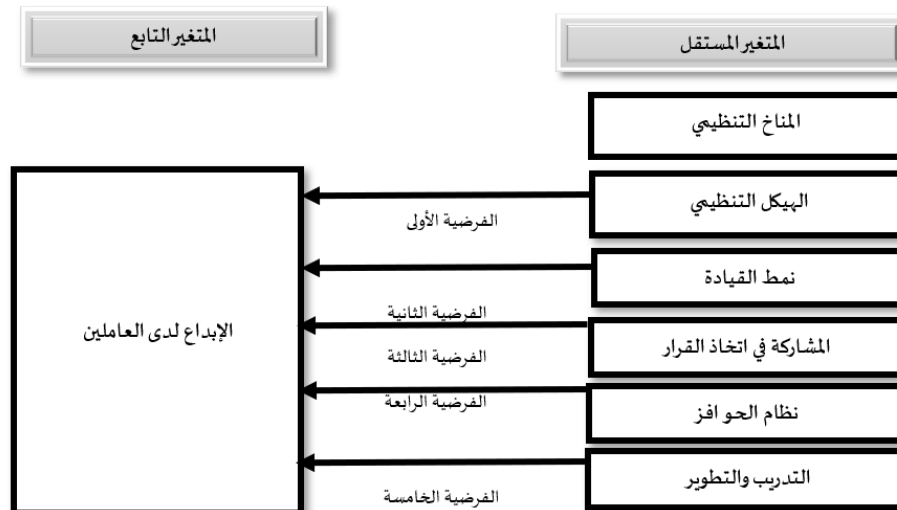 المتغير المستقل
المتغير التابع
المناخ التنظيمي
الهيكل التنظيمي
الفرضية الأولى
نمط القيادة
الفرضية الثانية
الإبداع لدى العاملين
المشاركة في اتخاذ القرار
الفرضية الثالثة
نظام الحوافز
الفرضية الرابعة
التدريب والتطوير
الفرضية الخامسة